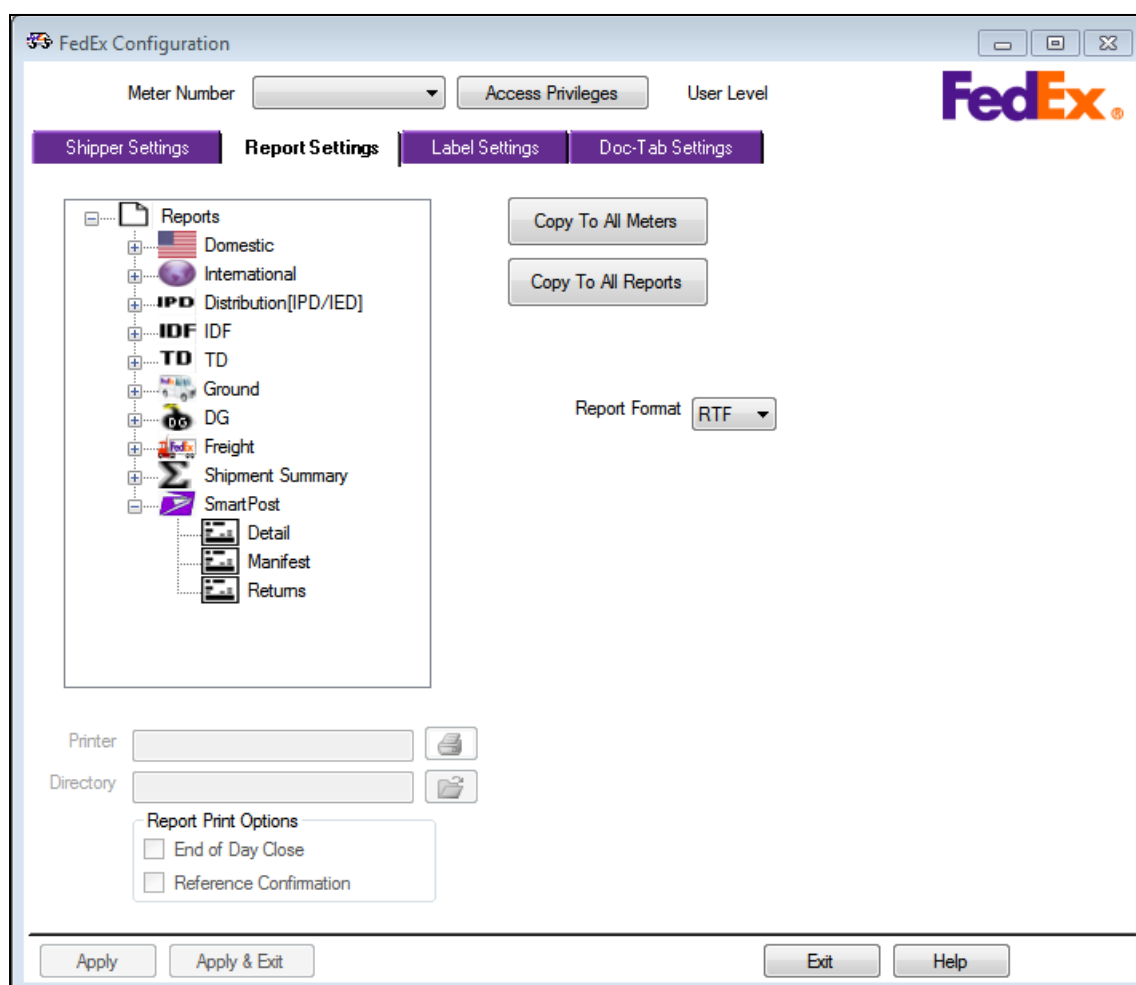 FedEx Configuration
Meter Number Access Privileges User Level
FedEx®
Shipper Settings Report Settings Label Settings Doc-Tab Settings
Reports
Domestic
International
IPD Distribution[IPD/IED]
IDF IDF
TD TD
Ground
DG DG
FedEx Freight
Σ Shipment Summary
SmartPost
Detail
Manifest
Returns
Copy To All Meters
Copy To All Reports
Report Format RTF
Printer
Directory
Report Print Options
End of Day Close
Reference Confirmation
Apply Apply & Exit Exit Help